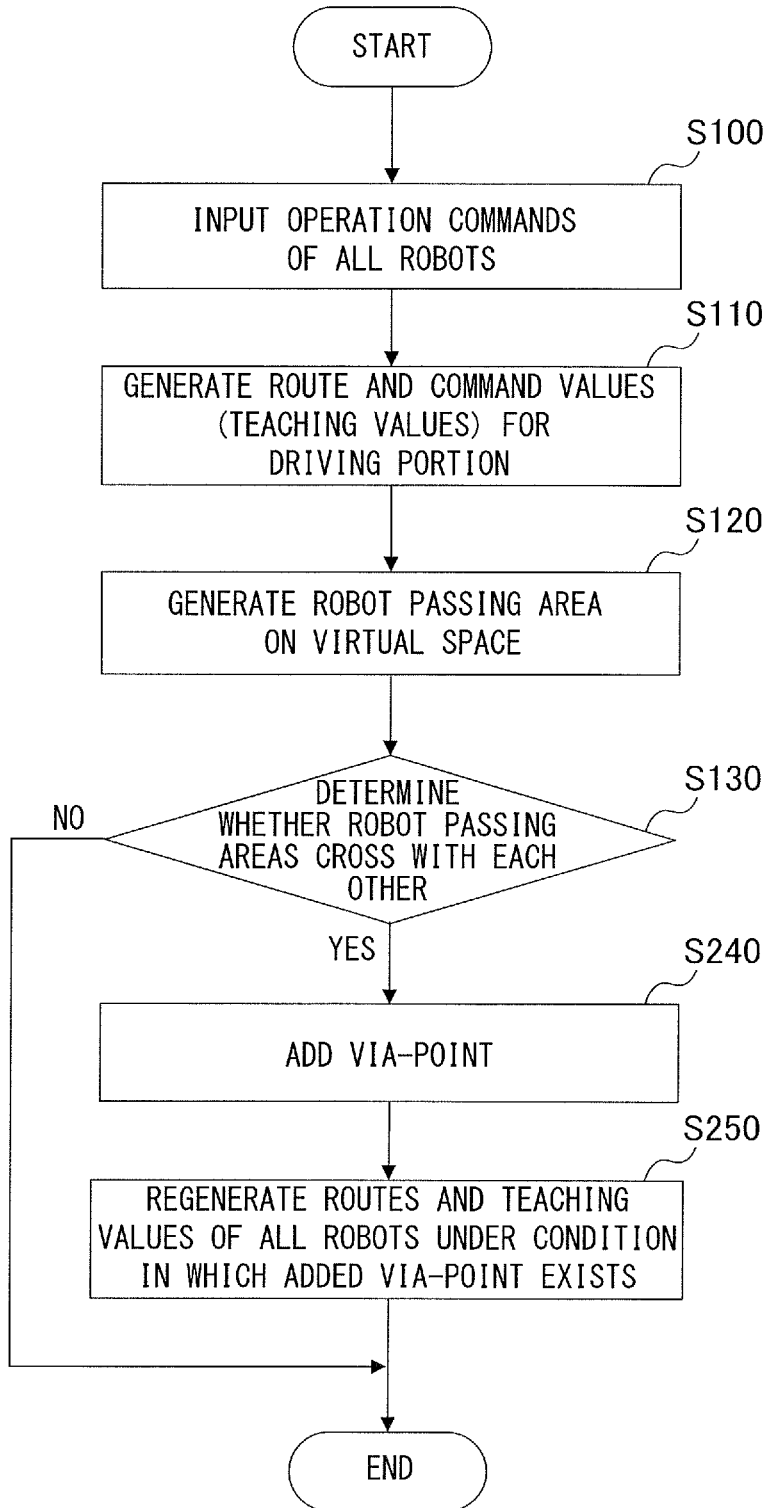 START
S100
INPUT OPERATION COMMANDS
OF ALL ROBOTS
S110
GENERATE ROUTE AND COMMAND VALUES
(TEACHING VALUES) FOR
DRIVING PORTION
S120
GENERATE ROBOT PASSING AREA
ON VIRTUAL SPACE
S130
DETERMINE
WHETHER ROBOT PASSING
AREAS CROSS WITH EACH
OTHER
NO
YES
S240
ADD VIA-POINT
S250
REGENERATE ROUTES AND TEACHING
VALUES OF ALL ROBOTS UNDER CONDITION
IN WHICH ADDED VIA-POINT EXISTS
END